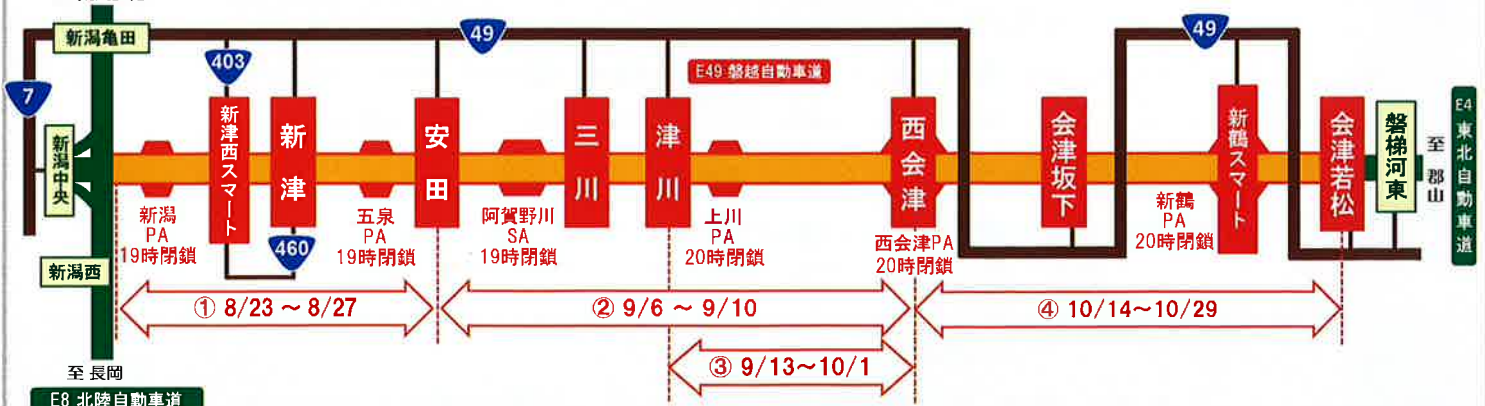 新潟亀田
49
49
403
7
E49 磐越自動車道
E4 東北自動車道
新潟中央
新津西スマート
新津
安田
三川
津川
西会津
会津坂下
新鶴スマート
会津若松
磐梯河東
至 郡山
新潟
PA
19時閉鎖
460
五泉
PA
19時閉鎖
阿賀野川
SA
19時閉鎖
上川
PA
20時閉鎖
西会津PA
20時閉鎖
新鶴
PA
20時閉鎖
新潟西
① 8/23 ～ 8/27
② 9/6 ～ 9/10
④ 10/14～10/29
③ 9/13～10/1
至 長岡
E8 北陸自動車道